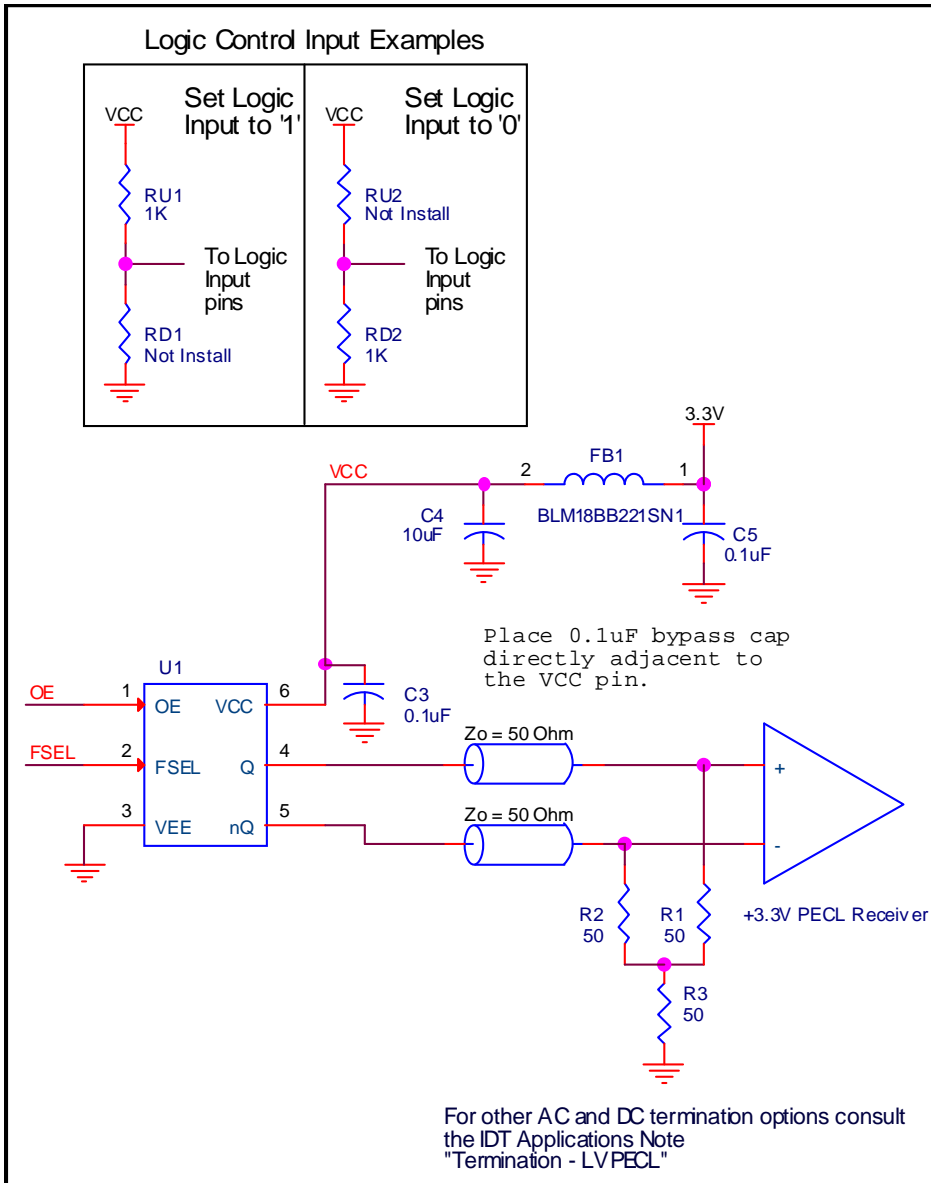 Logic Control Input Examples
Set Logic
Input to '1'
VCC
RU1
1K
To Logic
Input
pins
RD1
Not Install
Set Logic
Input to '0'
VCC
RU2
Not Install
To Logic
Input
pins
RD2
1K
3.3V
VCC
2
FB1
1
BLM18BB221SN1
C4
10uF
C5
0.1uF
Place 0.1uF bypass cap
directly adjacent to
the VCC pin.
U1
OE
1
OE
VCC
6
C3
0.1uF
FSEL
2
FSEL
Q
4
Zo = 50 Ohm
+
3
VEE
nQ
5
Zo = 50 Ohm
-
R2
50
R1
50
+3.3V PECL Receiver
R3
50
For other AC and DC termination options consult
the IDT Applications Note
"Termination - LVPECL"